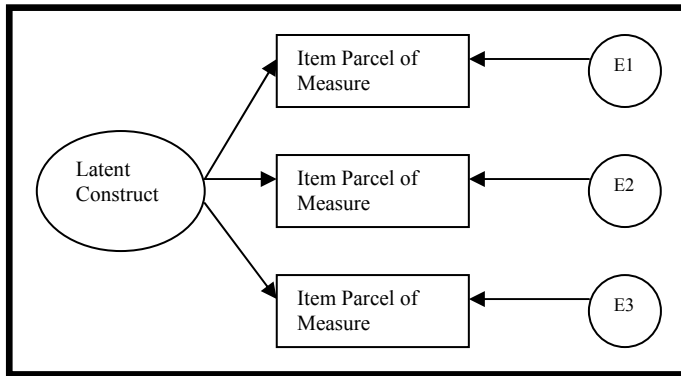 Item Parcel of
Measure
E1
Latent
Construct
Item Parcel of
Measure
E2
Item Parcel of
Measure
E3